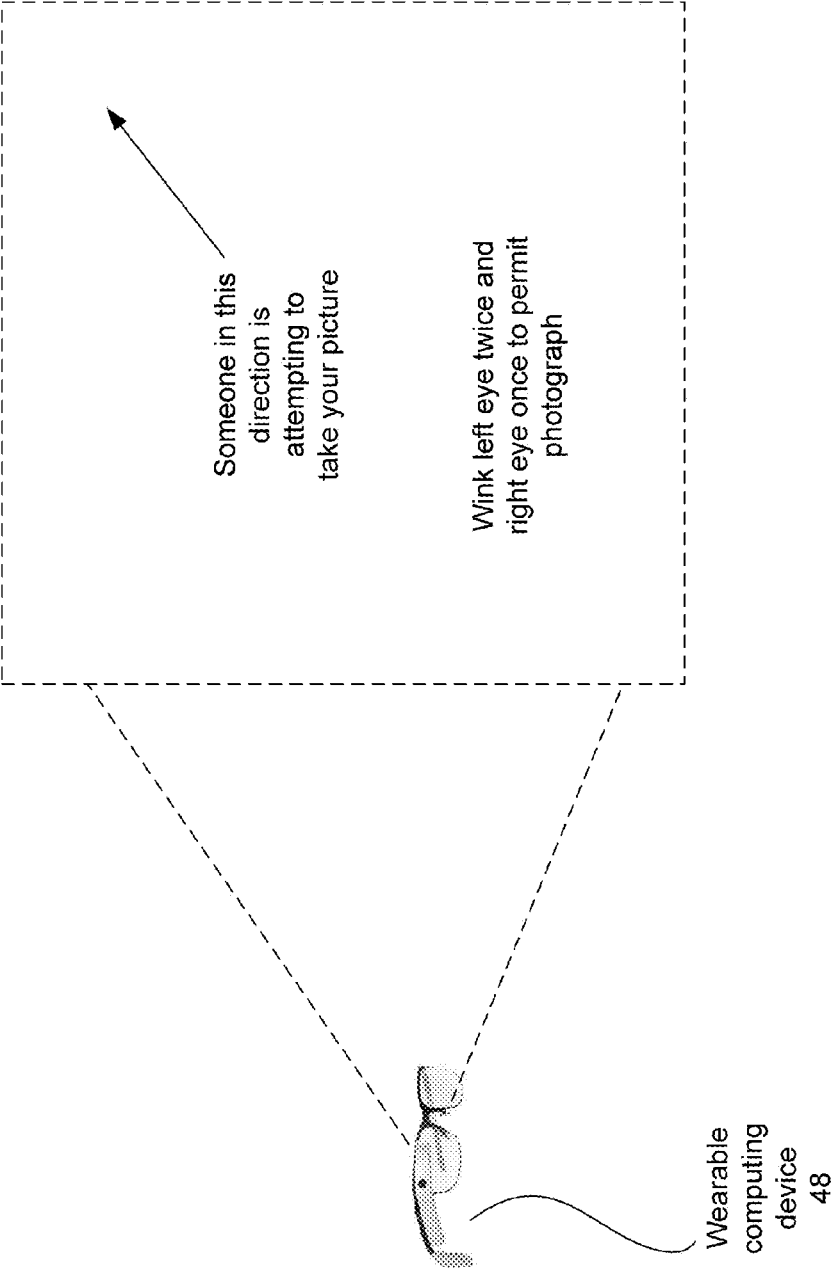 Someone in this
direction is
attempting to
take your picture
Wink left eye twice and
right eye once to permit
photograph
Wearable
computing
device
48